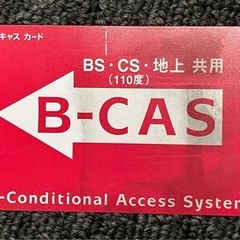 キャス カード
BS・CS・地上 共用
(110度)
B-CAS
-Conditional Access System